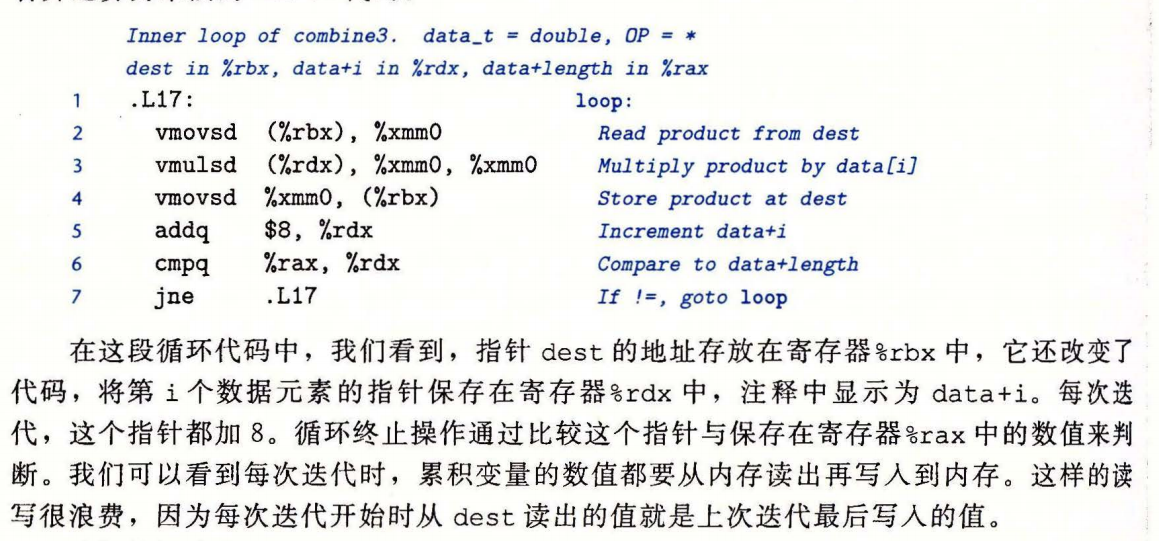 Inner loop of combine3. data_t = double, OP = *
dest in %rbx, data+i in %rdx, data+length in %rax
1 .L17: loop:
2 vmovsd (%rbx), %xmm0 Read product from dest
3 vmulsd (%rdx), %xmm0, %xmm0 Multiply product by data[i]
4 vmovsd %xmm0, (%rbx) Store product at dest
5 addq $8, %rdx Increment data+i
6 cmpq %rax, %rdx Compare to data+length
7 jne .L17 If !=, goto loop
在这段循环代码中，我们看到，指针 dest 的地址存放在寄存器%rbx 中，它还改变了
代码，将第 i 个数据元素的指针保存在寄存器%rdx 中，注释中显示为 data+i。每次迭
代，这个指针都加 8。循环终止操作通过比较这个指针与保存在寄存器%rax 中的数值来判
断。我们可以看到每次迭代时，累积变量的数值都要从内存读出再写入到内存。这样的读
写很浪费，因为每次迭代开始时从 dest 读出的值就是上次迭代最后写入的值。